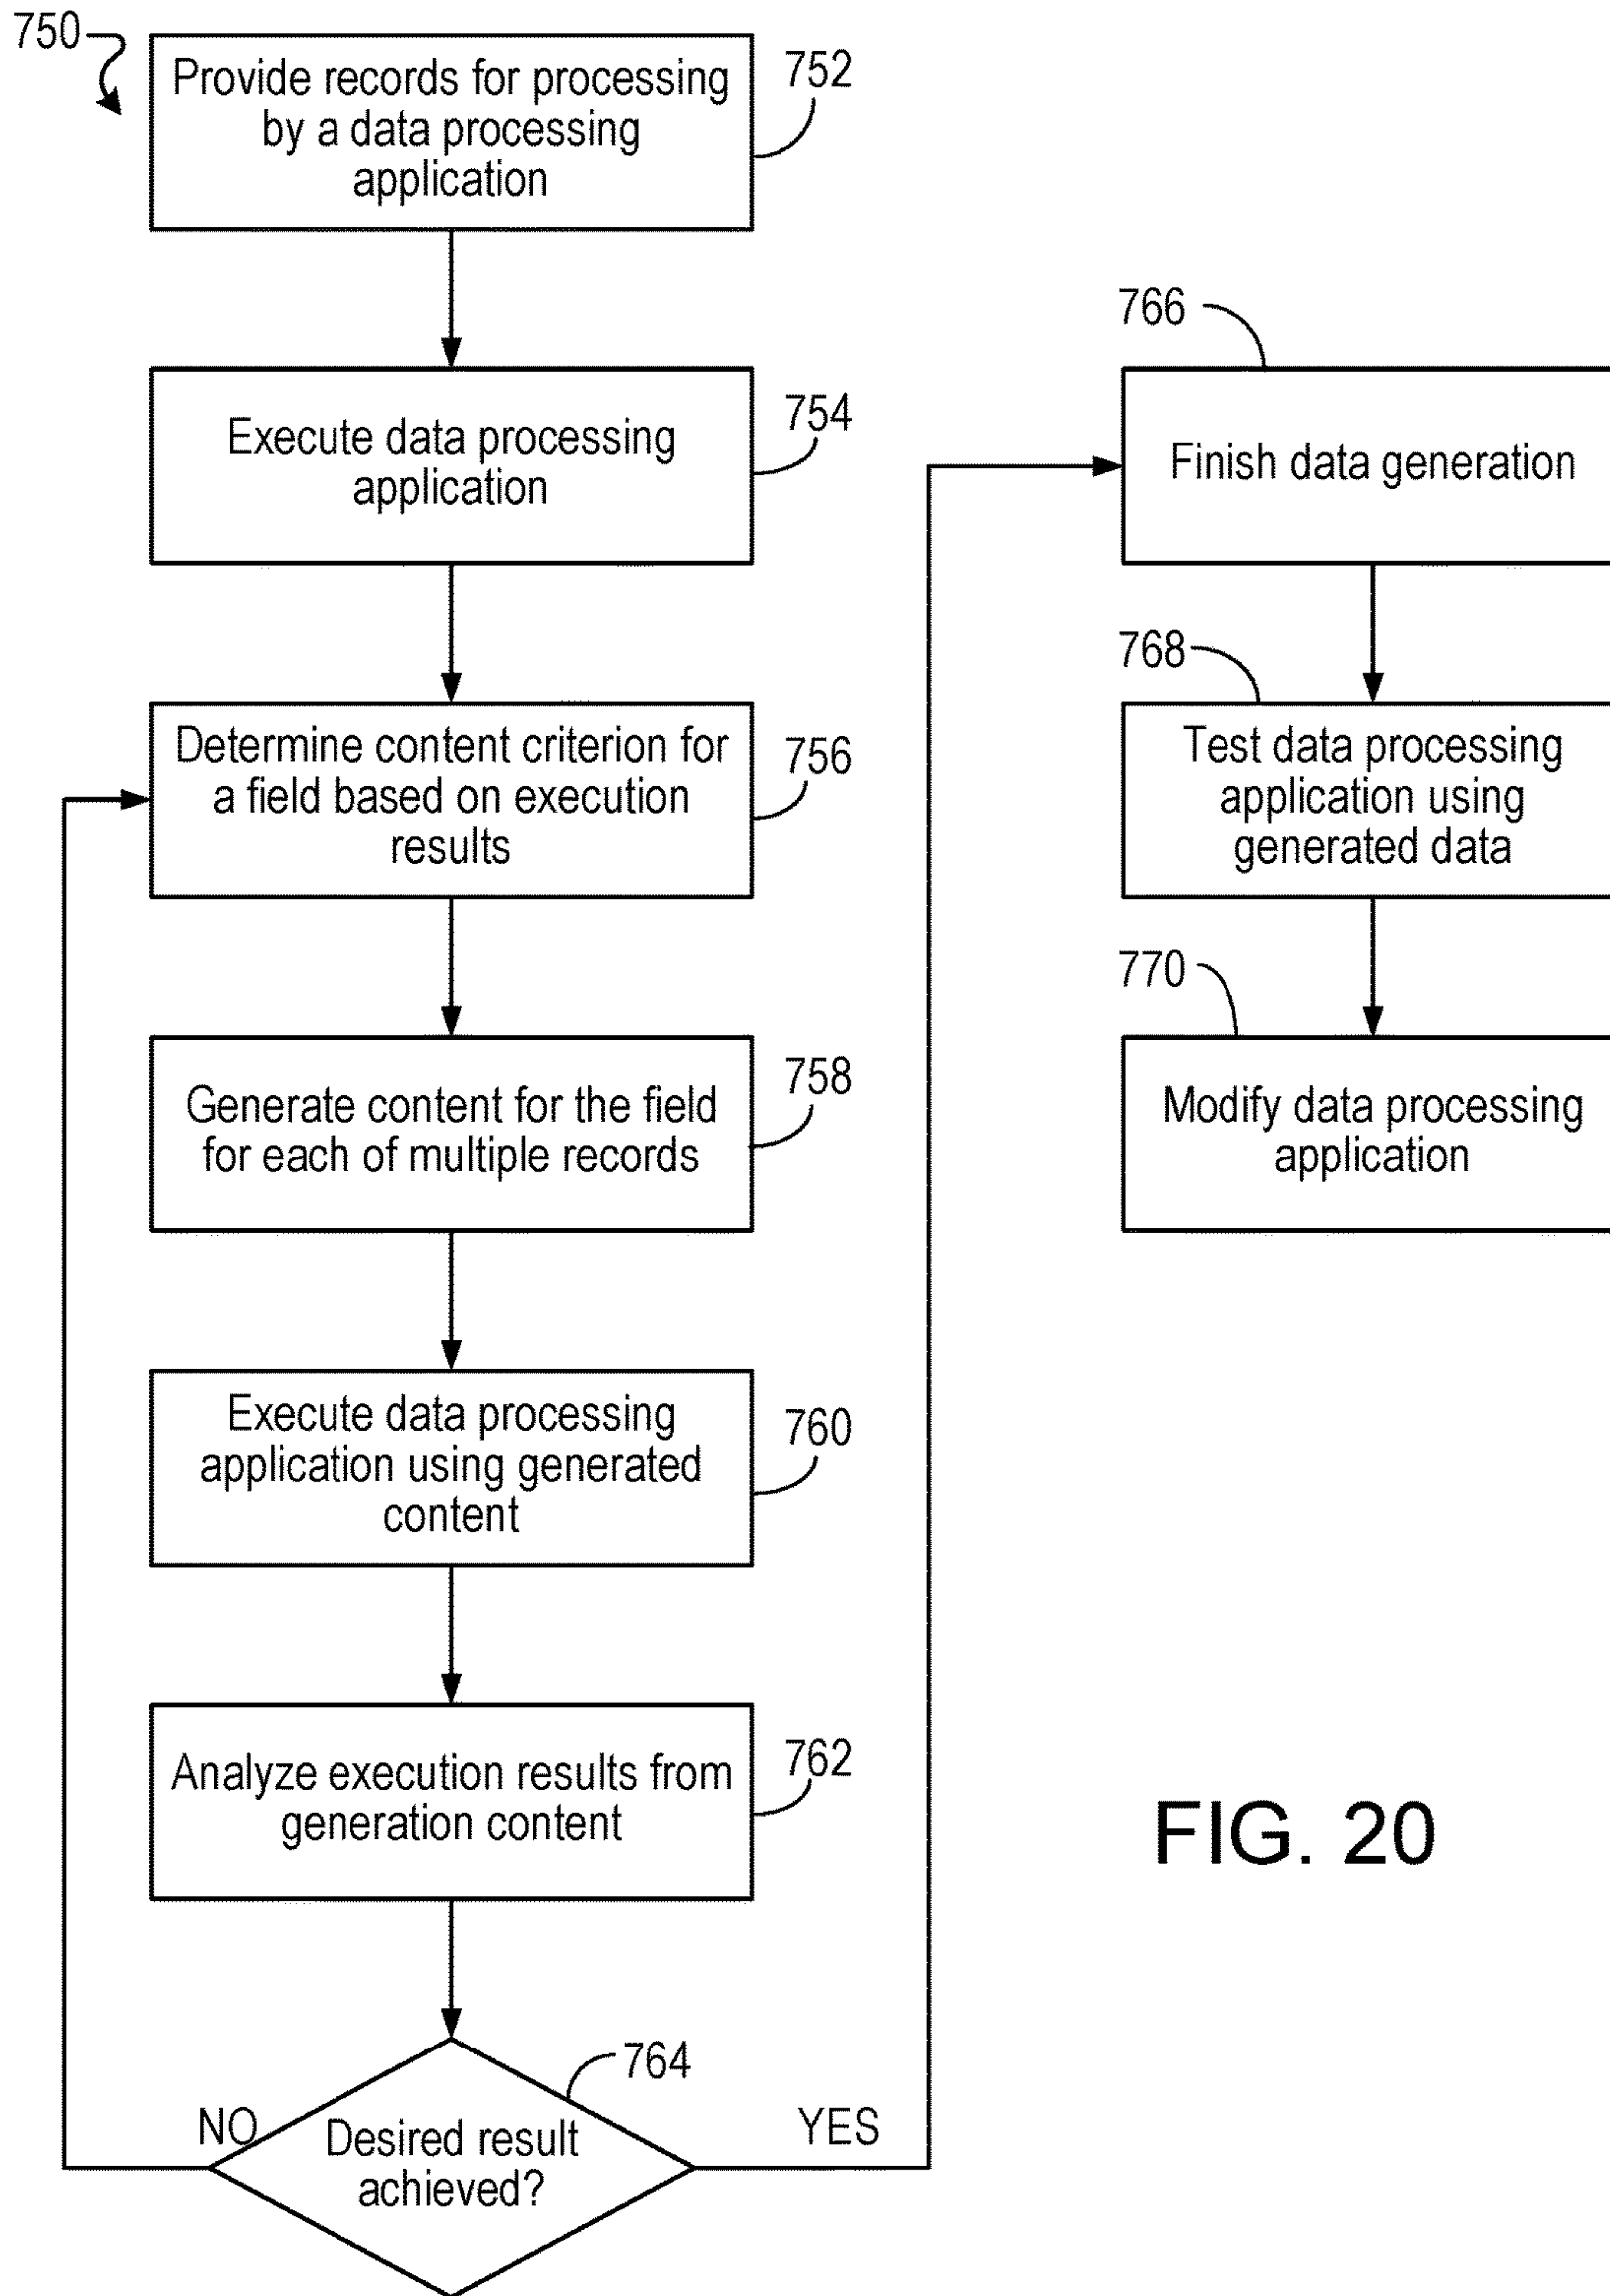 750
Provide records for processing
by a data processing
application
752
Execute data processing
application
754
Determine content criterion for
a field based on execution
results
756
Generate content for the field
for each of multiple records
758
Execute data processing
application using generated
content
760
Analyze execution results from
generation content
762
764
NO
Desired result
achieved?
YES
766
Finish data generation
768
Test data processing
application using
generated data
770
Modify data processing
application
FIG. 20